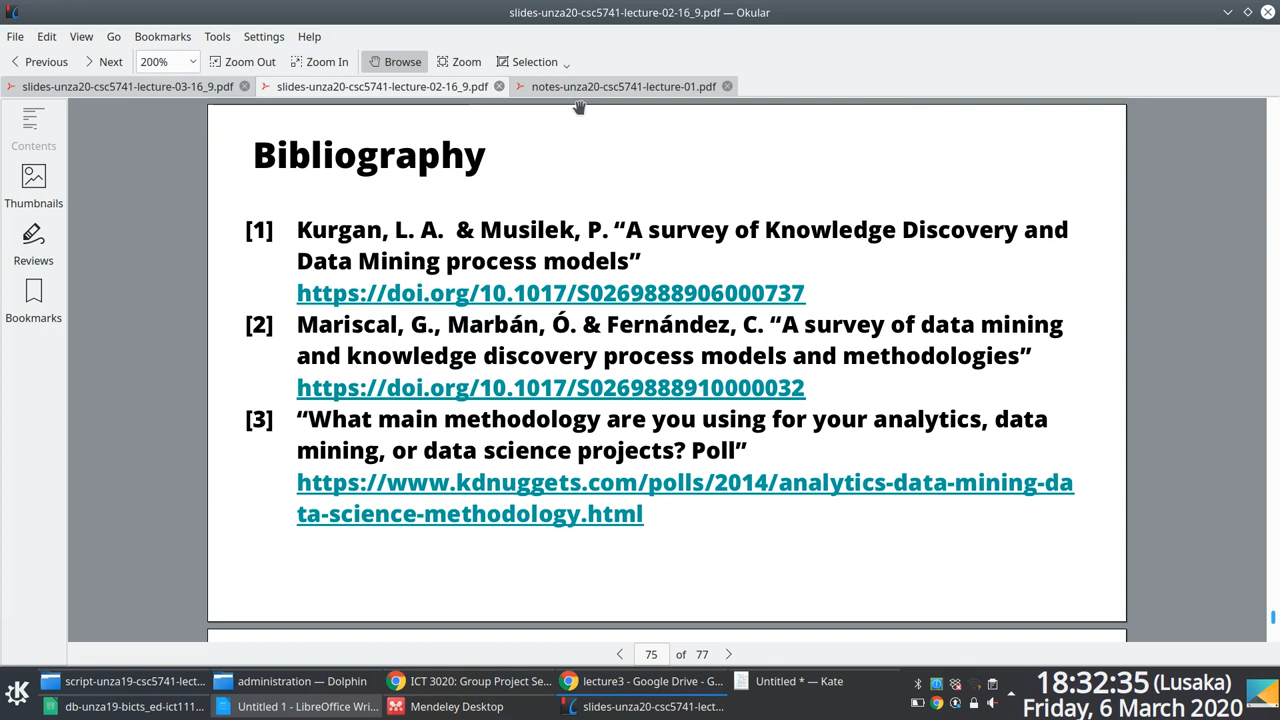 slides-unza20-csc5741-lecture-02-16_9.pdf — Okular
File Edit View Go Bookmarks Tools Settings Help
Previous Next 200% Zoom Out Zoom In Browse Zoom Selection
slides-unza20-csc5741-lecture-03-16_9.pdf slides-unza20-csc5741-lecture-02-16_9.pdf notes-unza20-csc5741-lecture-01.pdf
Contents
Thumbnails
Reviews
Bookmarks
Bibliography
[1] Kurgan, L. A. & Musilek, P. “A survey of Knowledge Discovery and
Data Mining process models”
https://doi.org/10.1017/S0269888906000737
[2] Mariscal, G., Marbán, Ó. & Fernández, C. “A survey of data mining
and knowledge discovery process models and methodologies”
https://doi.org/10.1017/S0269888910000032
[3] “What main methodology are you using for your analytics, data
mining, or data science projects? Poll”
https://www.kdnuggets.com/polls/2014/analytics-data-mining-da
ta-science-methodology.html
75 of 77
script-unza19-csc5741-lect... administration — Dolphin ICT 3020: Group Project Se... lecture3 - Google Drive - G... Untitled * — Kate
db-unza19-bicts_ed-ict111... Untitled 1 - LibreOffice Wri... Mendeley Desktop slides-unza20-csc5741-lect...
18:32:35 (Lusaka)
Friday, 6 March 2020